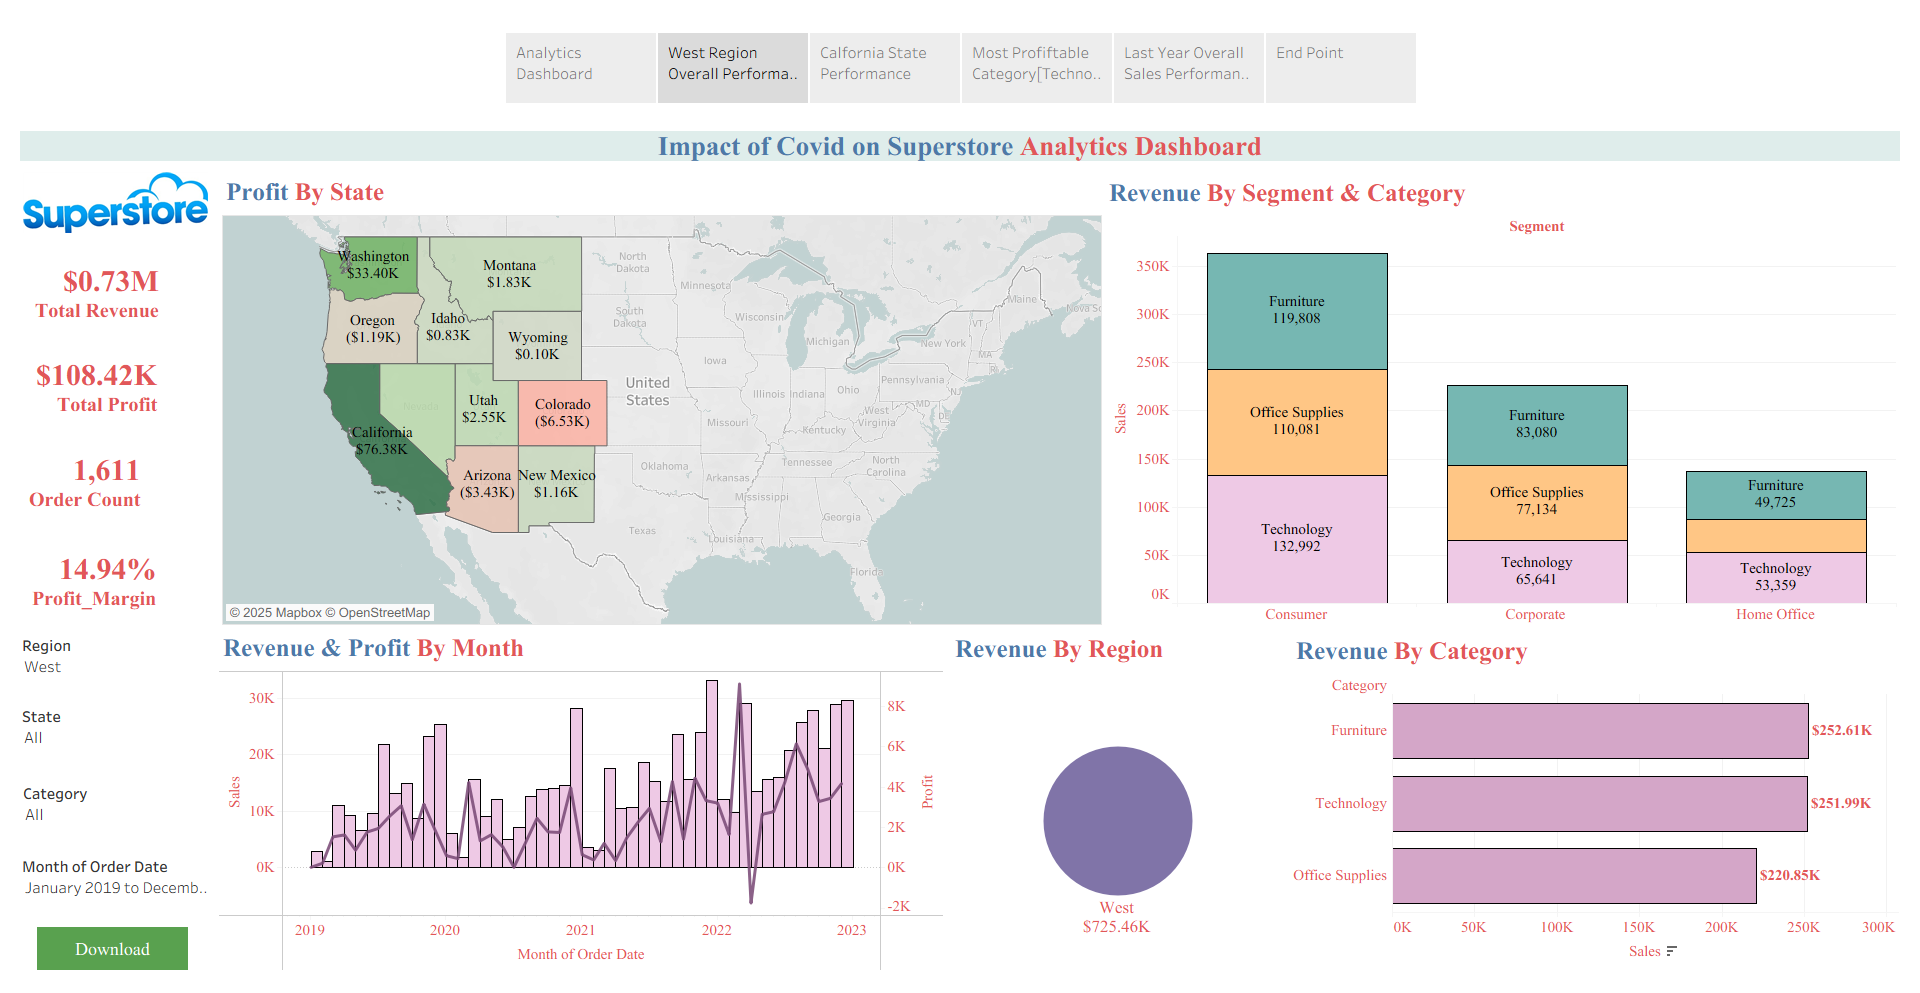 Analytics
Dashboard
West Region
Overall Performa..
Calfornia State
Performance
Most Profiftable
Category[Techno..
Last Year Overall
Sales Performan..
End Point
Impact of Covid on Superstore Analytics Dashboard
Superstore
$0.73M
Total Revenue
$108.42K
Total Profit
1,611
Order Count
14.94%
Profit_Margin
Region
West
State
All
Category
All
Month of Order Date
January 2019 to Decemb..
Download
Profit By State
Washington
$33.40K
Montana
$1.83K
Oregon
($1.19K)
Idaho
$0.83K
Wyoming
$0.10K
Nevada
Utah
$2.55K
Colorado
($6.53K)
California
$76.38K
Arizona
($3.43K)
New Mexico
$1.16K
North
Dakota
South
Dakota
Minnesota
Wisconsin
Michigan
Maine
Nova Sc
VT
New York
MA
RI
Iowa
Pennsylvania
NJ
United
States
Illinois
Indiana
Ohio
MD
DE
West
Virginia
Missouri
Kentucky
Oklahoma
Tennessee
North
Carolina
Arkansas
Mississippi
Georgia
Texas
Louisiana
Florida
© 2025 Mapbox © OpenStreetMap
Revenue By Segment & Category
Segment
350K
300K
250K
200K
150K
100K
50K
0K
Sales
Furniture
119,808
Office Supplies
110,081
Technology
132,992
Furniture
83,080
Office Supplies
77,134
Technology
65,641
Furniture
49,725
Technology
53,359
Consumer
Corporate
Home Office
Revenue & Profit By Month
30K
20K
10K
0K
Sales
8K
6K
4K
2K
0K
-2K
Profit
2019
2020
2021
2022
2023
Month of Order Date
Revenue By Region
West
$725.46K
Revenue By Category
Category
Furniture
$252.61K
Technology
$251.99K
Office Supplies
$220.85K
0K
50K
100K
150K
200K
250K
300K
Sales